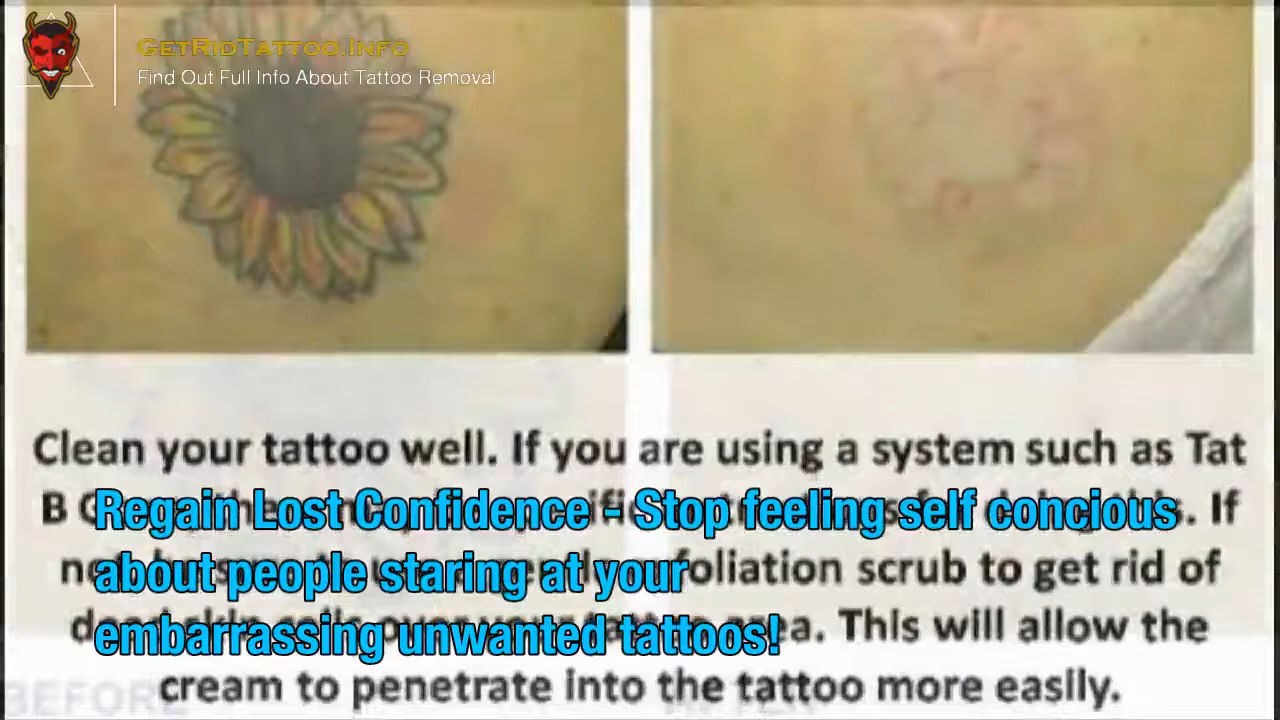 GetRidTattoo.Info
Find Out Full Info About Tattoo Removal
Clean your tattoo well. If you are using a system such as Tat
B If
Regain Lost Confidence - Stop feeling self concious
exfoliation scrub to get rid of
about people staring at your
This will allow the
embarrassing unwanted tattoos!
cream to penetrate into the tattoo more easily.
BEFORE